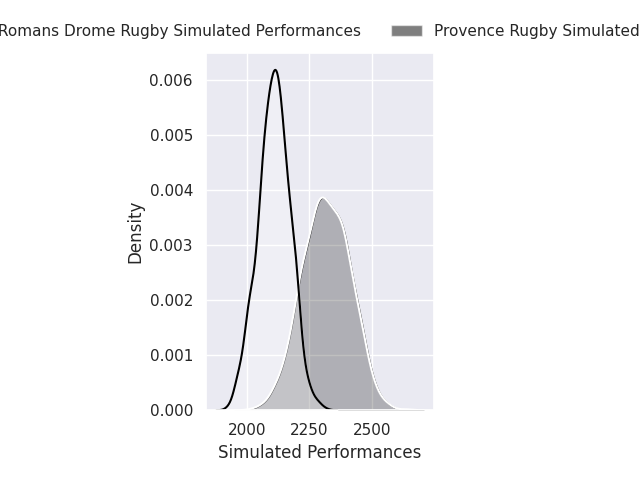 Romans Drome Rugby Simulated Performances Provence Rugby Simulated
0.006
0.005
0.004
0.003
0.002
0.001
0.000
Density
2000 2250 2500
Simulated Performances